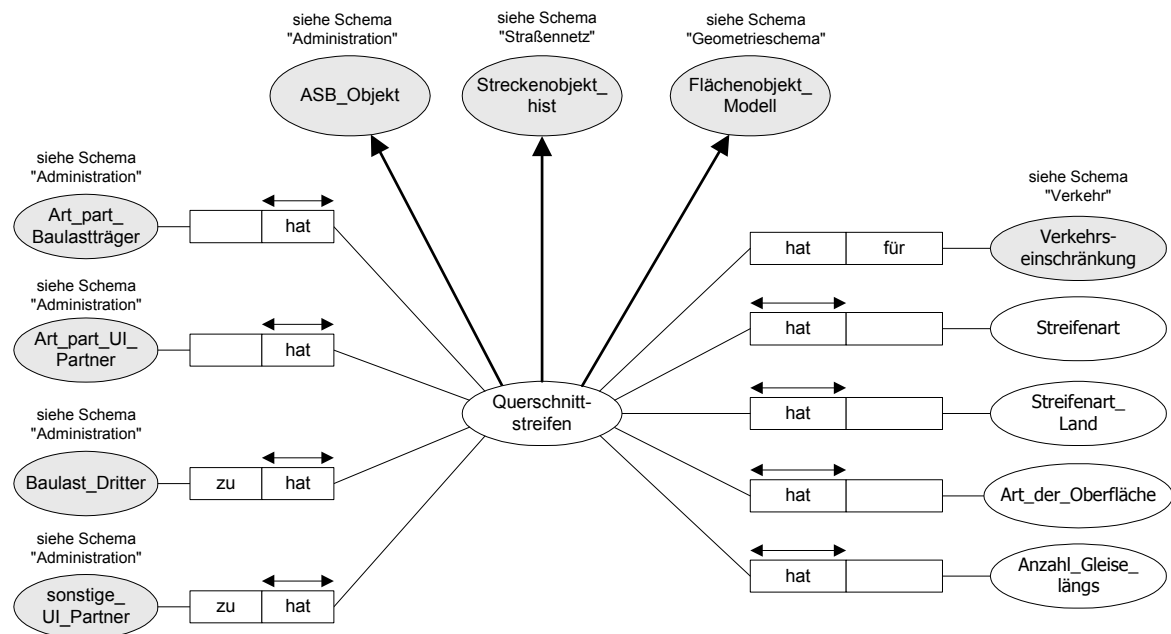 siehe Schema
"Administration"
siehe Schema
"Straßennetz"
siehe Schema
"Geometrieschema"
ASB_Objekt
Streckenobjekt_
hist
Flächenobjekt_
Modell
siehe Schema
"Administration"
Art_part_
Baulastträger
hat
siehe Schema
"Administration"
Art_part_UI_
Partner
hat
siehe Schema
"Administration"
Baulast_Dritter
zu
hat
siehe Schema
"Administration"
sonstige_
UI_Partner
zu
hat
Querschnitt-
streifen
siehe Schema
"Verkehr"
hat
für
Verkehrs-
einschränkung
hat
Streifenart
hat
Streifenart_
Land
hat
Art_der_Oberfläche
hat
Anzahl_Gleise_
längs